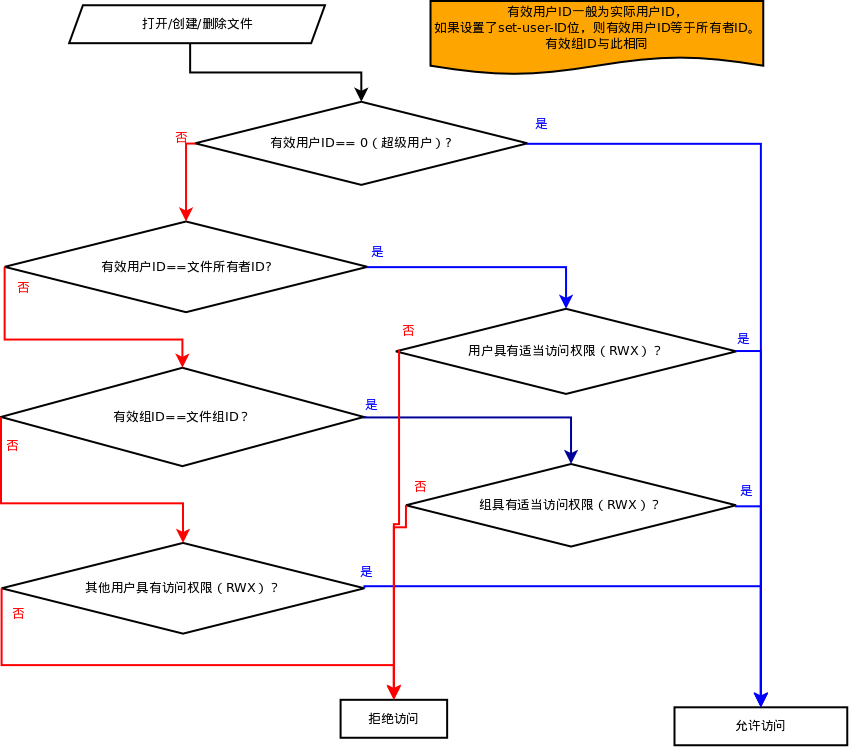 打开/创建/删除文件
有效用户ID一般为实际用户ID，
如果设置了set-user-ID位，则有效用户ID等于所有者ID。
有效组ID与此相同
有效用户ID== 0（超级用户）?
是
否
有效用户ID==文件所有者ID?
是
否
用户具有适当访问权限（RWX）？
是
否
有效组ID==文件组ID？
是
否
组具有适当访问权限（RWX）？
是
否
其他用户具有访问权限（RWX）？
是
否
拒绝访问
允许访问